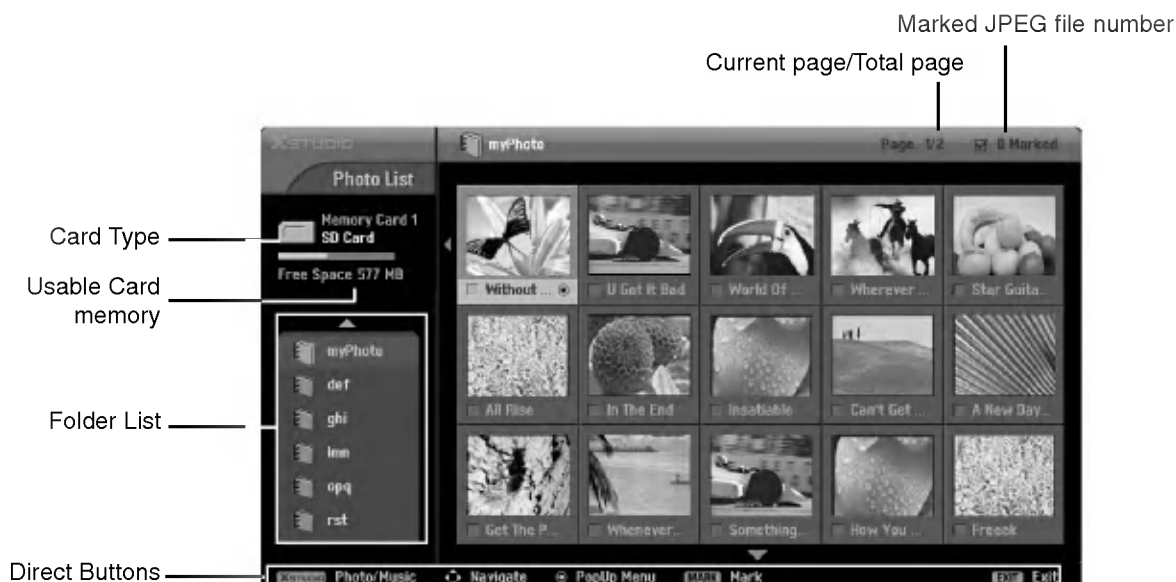 Marked JPEG file number
Current page/Total page
XSTUDIO
myPhoto
Page 1/2
0 Marked
Photo List
Memory Card 1
SD Card
Free Space 577 MB
Card Type
Usable Card
memory
Folder List
Direct Buttons
myPhoto
def
ghi
lmn
opq
rst
Without ...
U Got It Bad
World Of ...
Wherever ...
Star Guita...
All Rise
In The End
Insatiable
Can't Get ...
A New Day...
Get The P...
Whenever...
Something...
How You ...
Freeek
XSTUDIO Photo/Music
Navigate
PopUp Menu
MARK Mark
EXIT Exit